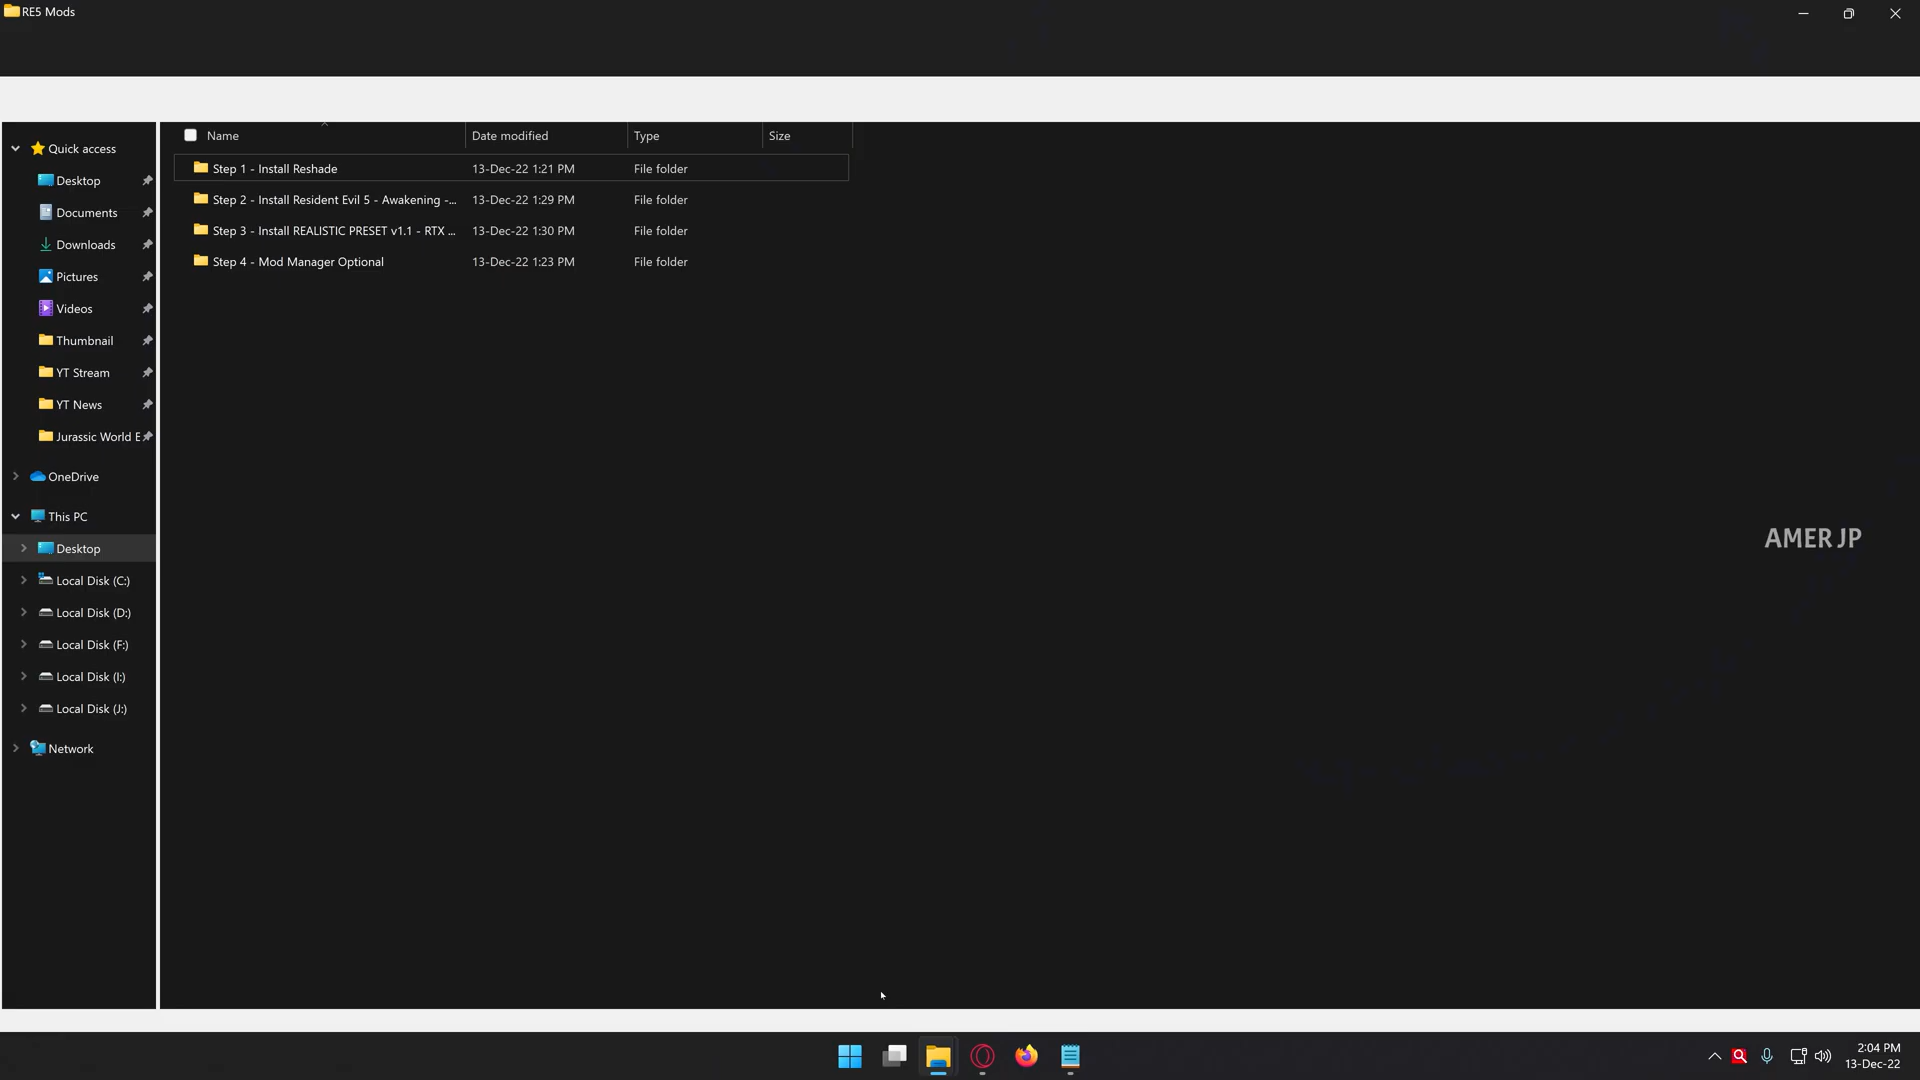 RE5 Mods
Name Date modified Type Size
Step 1 - Install Reshade 13-Dec-22 1:21 PM File folder
Step 2 - Install Resident Evil 5 - Awakening -... 13-Dec-22 1:29 PM File folder
Step 3 - Install REALISTIC PRESET v1.1 - RTX ... 13-Dec-22 1:30 PM File folder
Step 4 - Mod Manager Optional 13-Dec-22 1:23 PM File folder
Quick access
Desktop
Documents
Downloads
Pictures
Videos
Thumbnail
YT Stream
YT News
Jurassic World E
OneDrive
This PC
Desktop
Local Disk (C:)
Local Disk (D:)
Local Disk (F:)
Local Disk (I:)
Local Disk (J:)
Network
AMER JP
2:04 PM
13-Dec-22